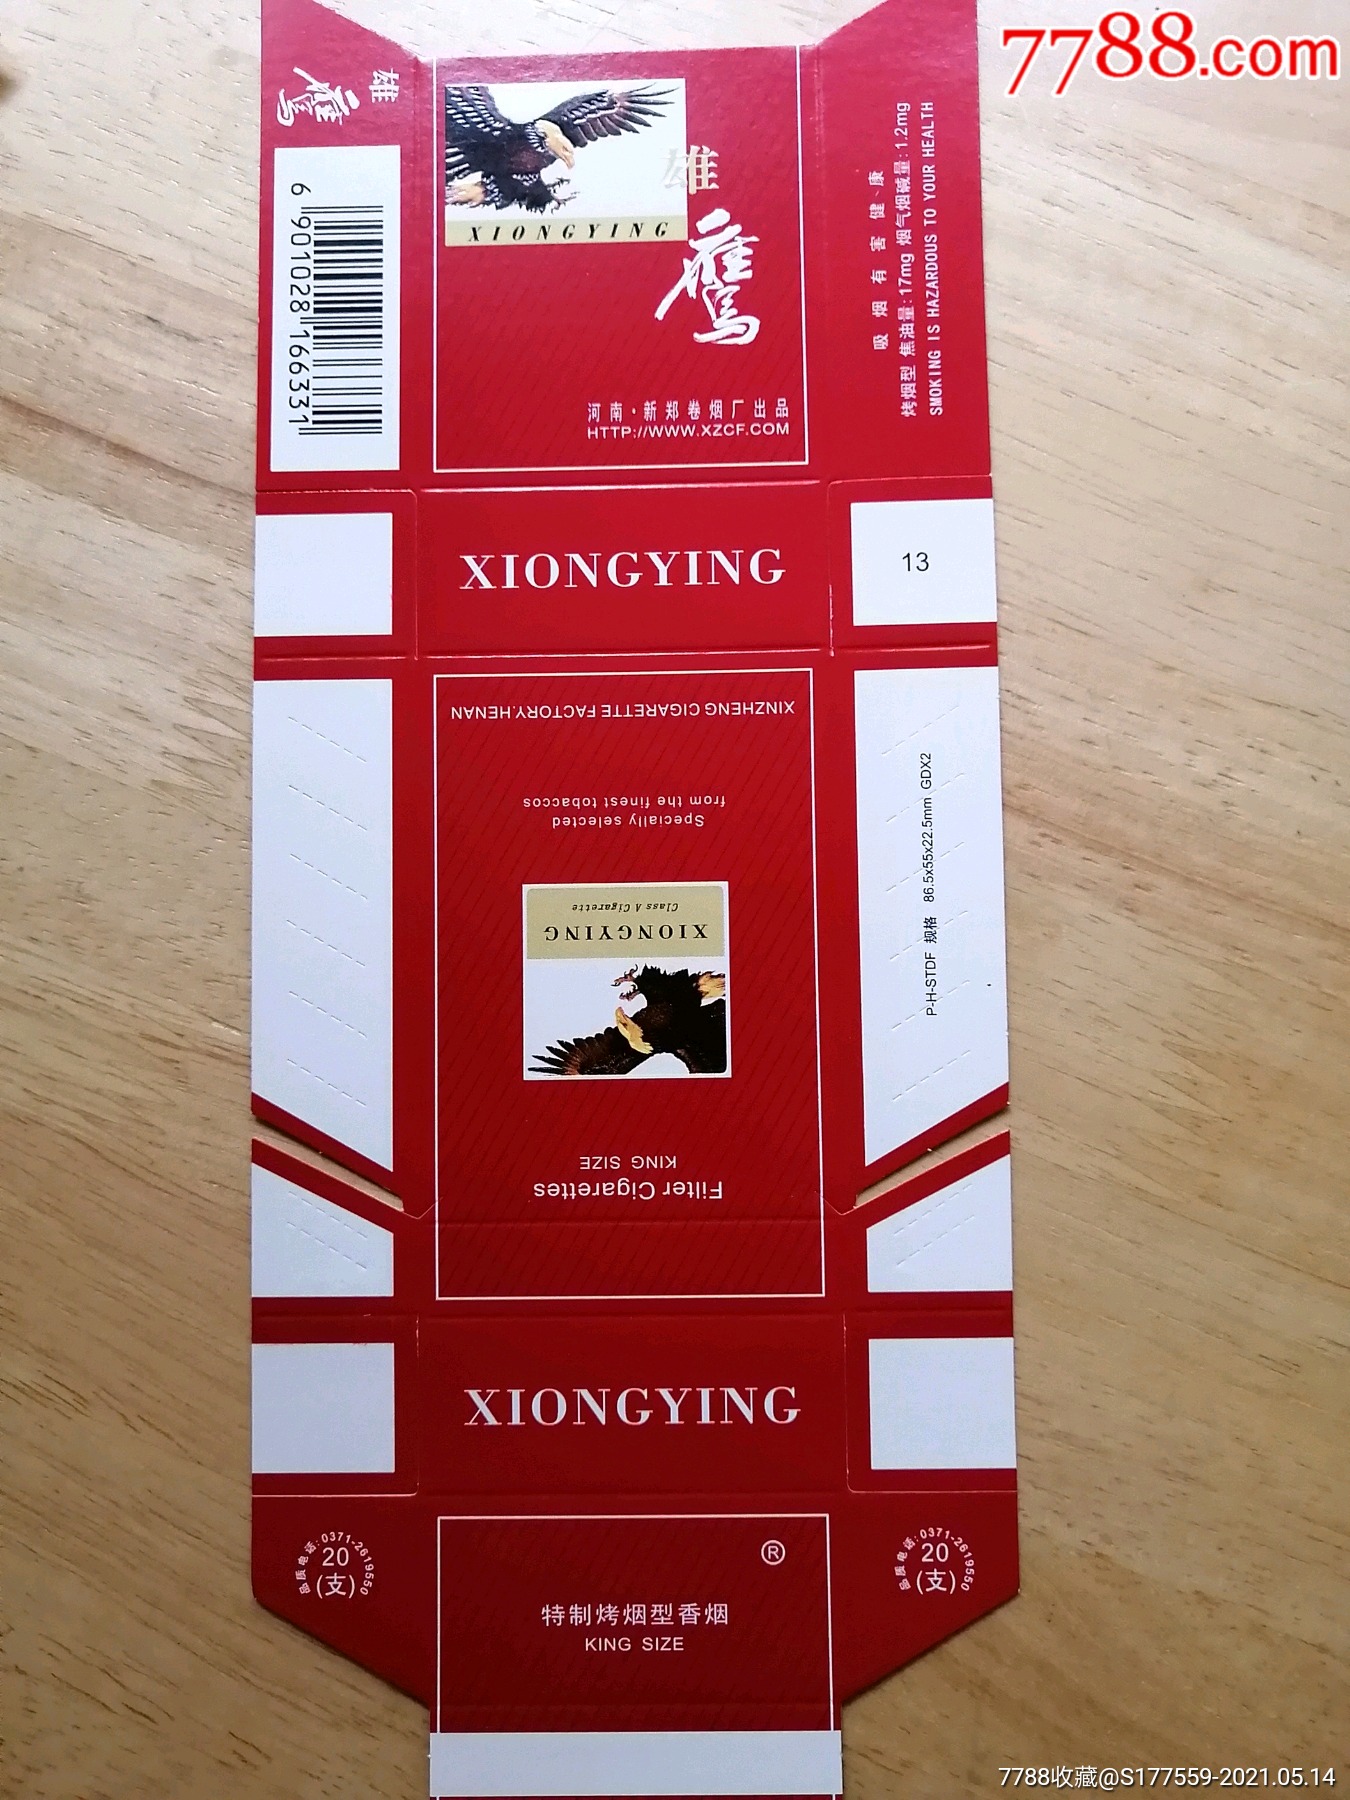 7788.com
雄
鹰
6 901028 166331
XIONGYING
雄
鹰
河南·新郑卷烟厂出品
HTTP://WWW.XZCF.COM
吸烟有害健康
烤烟型 焦油量:17mg 烟气烟碱量:1.2mg
SMOKING IS HAZARDOUS TO YOUR HEALTH
XIONGYING
13
XINZHENG CIGARETTE FACTORY.HENAN
Specially selected
from the finest tobaccos
XIONGYING
Class A Cigarette
Filter Cigarettes
KING SIZE
P-H-STDF 规格 86.5x55x22.5mm GDX2
XIONGYING
品质电话:0371-2619550
20
(支)
®
特制烤烟型香烟
KING SIZE
品质电话:0371-2619550
20
(支)
7788收藏@S177559-2021.05.14